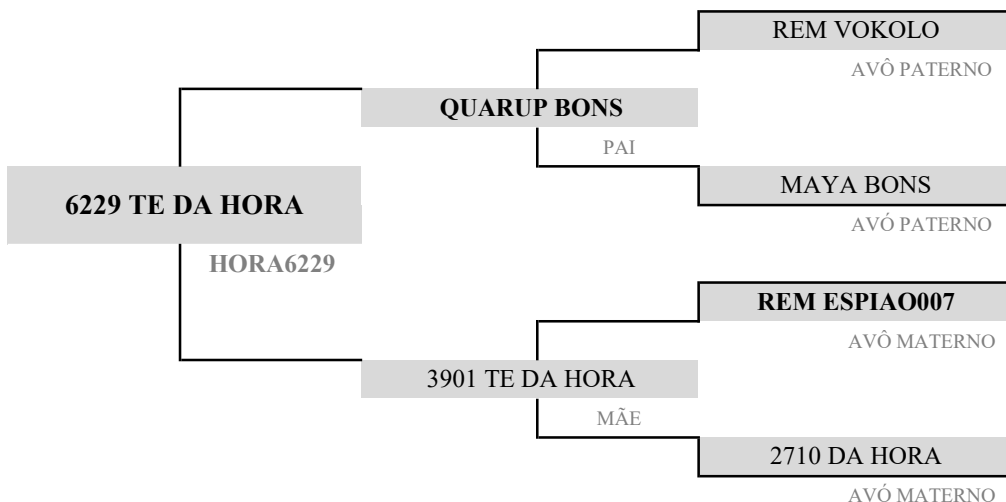 REM VOKOLO
AVÔ PATERNO
QUARUP BONS
PAI
MAYA BONS
AVÓ PATERNO
6229 TE DA HORA
HORA6229
REM ESPIAO007
AVÔ MATERNO
3901 TE DA HORA
MÃE
2710 DA HORA
AVÓ MATERNO